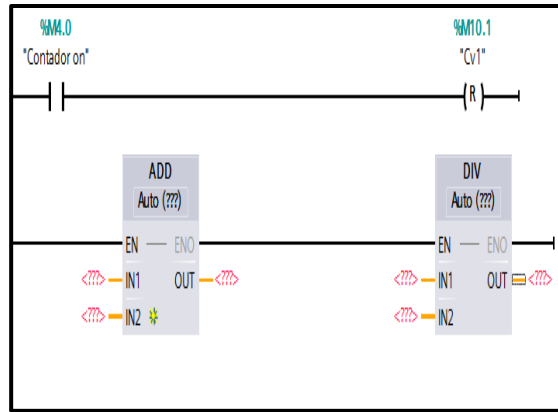 %M4.0 %M10.1
"Contador on" "Cv1"
R
ADD DIV
Auto (???) Auto (???)
EN ENO EN ENO
<???> IN1 OUT <???> <???> IN1 OUT <???>
<???> IN2 <???> IN2